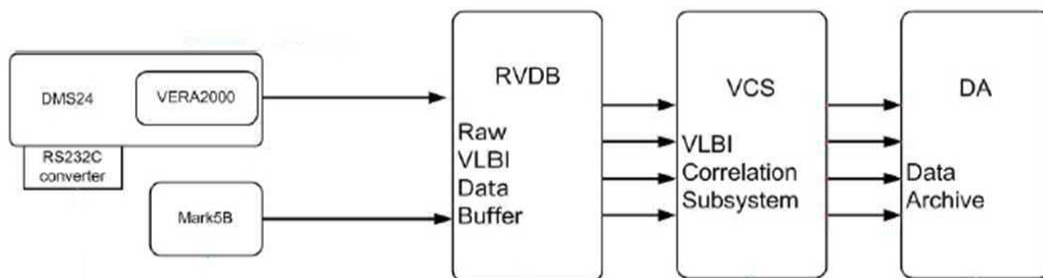 DMS24
VERA2000
RS232C
converter
Mark5B
RVDB
Raw
VLBI
Data
Buffer
VCS
VLBI
Correlation
Subsystem
DA
Data
Archive